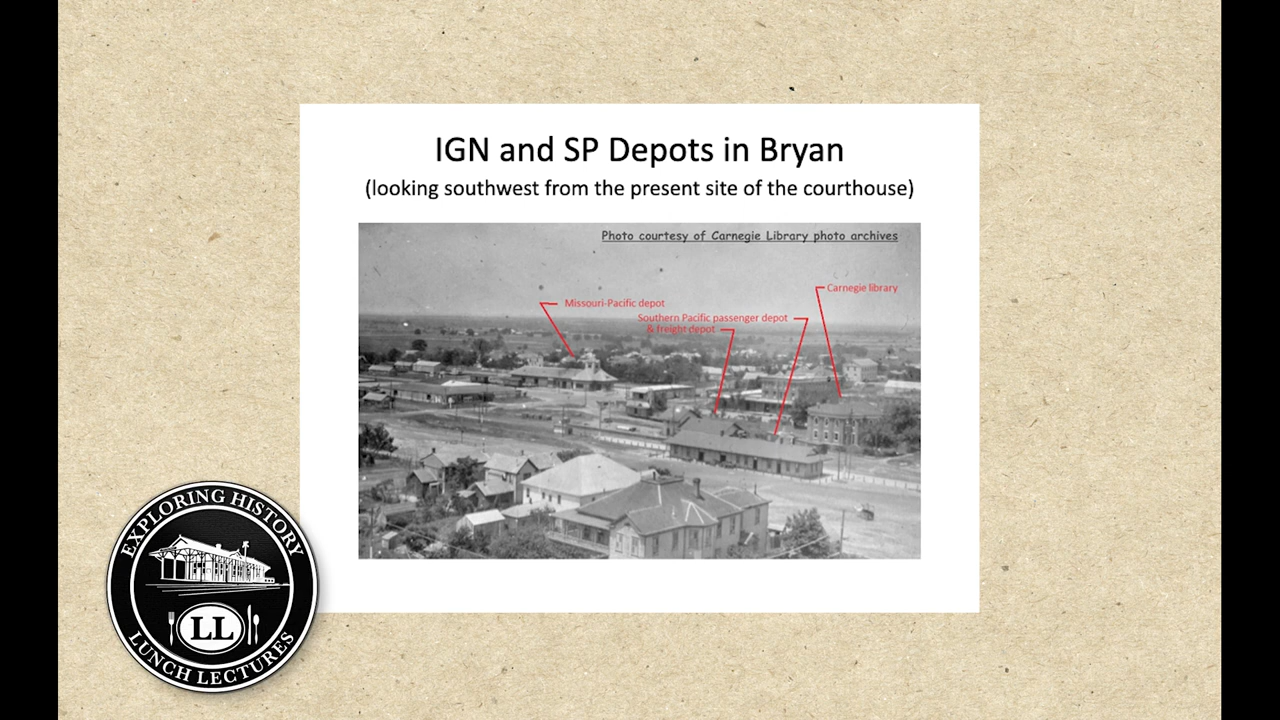 IGN and SP Depots in Bryan
(looking southwest from the present site of the courthouse)
Photo courtesy of Carnegie Library photo archives
Carnegie library
Missouri-Pacific depot
Southern Pacific passenger depot
& freight depot
EXPLORING HISTORY
LL
LUNCH LECTURES